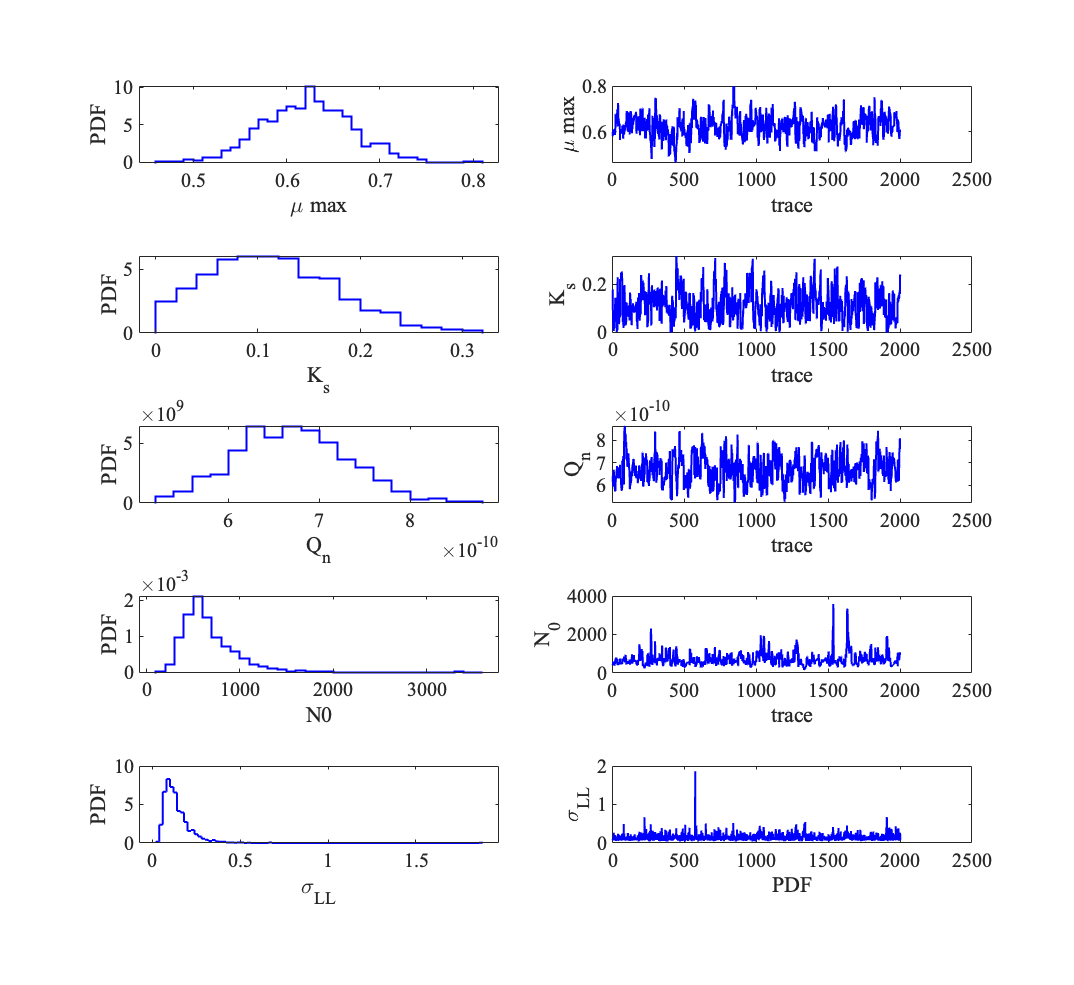 10
5
0
PDF
0.5 0.6 0.7 0.8
μ max
0.8
0.6
μ max
0 500 1000 1500 2000 2500
trace
5
0
PDF
0 0.1 0.2 0.3
K_s
0.2
0
K_s
0 500 1000 1500 2000 2500
trace
×10^9
5
0
PDF
6 7 8
Q_n
×10^-10
×10^-10
8
7
6
Q_n
0 500 1000 1500 2000 2500
trace
×10^-3
2
1
0
PDF
0 1000 2000 3000
N0
4000
2000
0
N_0
0 500 1000 1500 2000 2500
trace
10
5
0
PDF
0 0.5 1 1.5
σ_LL
2
1
0
σ_LL
0 500 1000 1500 2000 2500
PDF